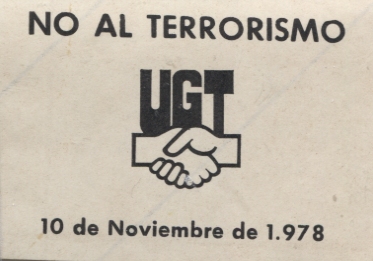 NO AL TERRORISMO
UGT
10 de Noviembre de 1.978